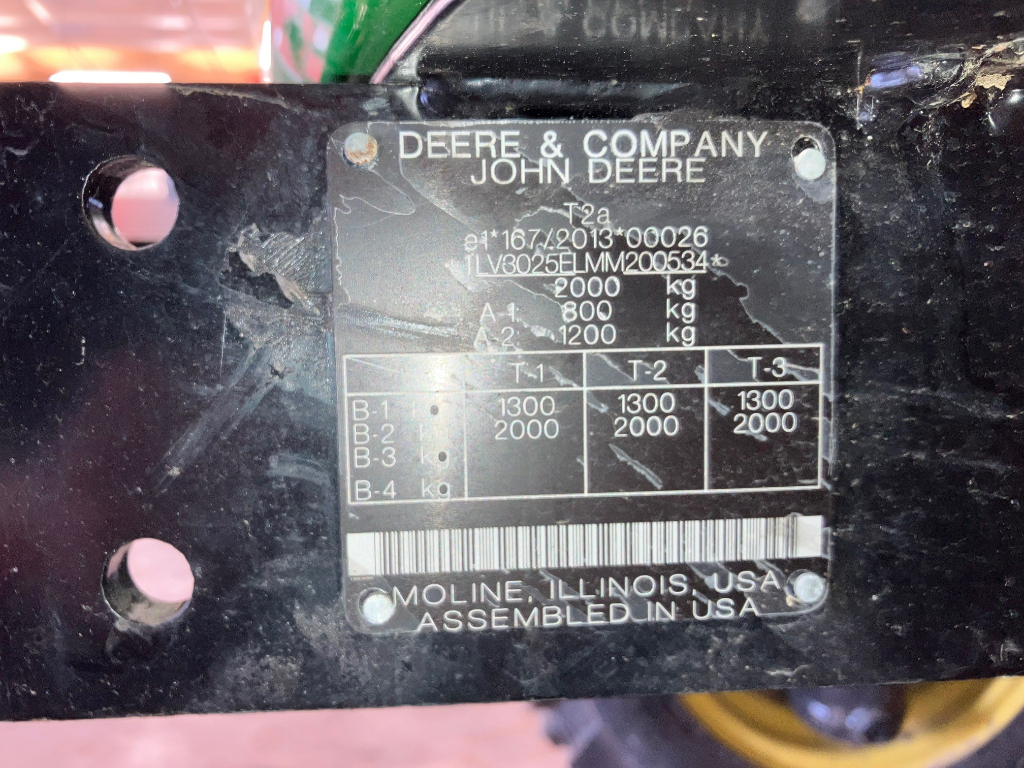 DEERE & COMPANY
JOHN DEERE
T2a
e1*167/2013*00026
1LV3025ELMM200534*
2000 kg
A-1: 800 kg
A-2: 1200 kg
T-1 T-2 T-3
B-1 1300 1300 1300
B-2 2000 2000 2000
B-3 kg
B-4 kg
MOLINE, ILLINOIS, USA
ASSEMBLED IN USA